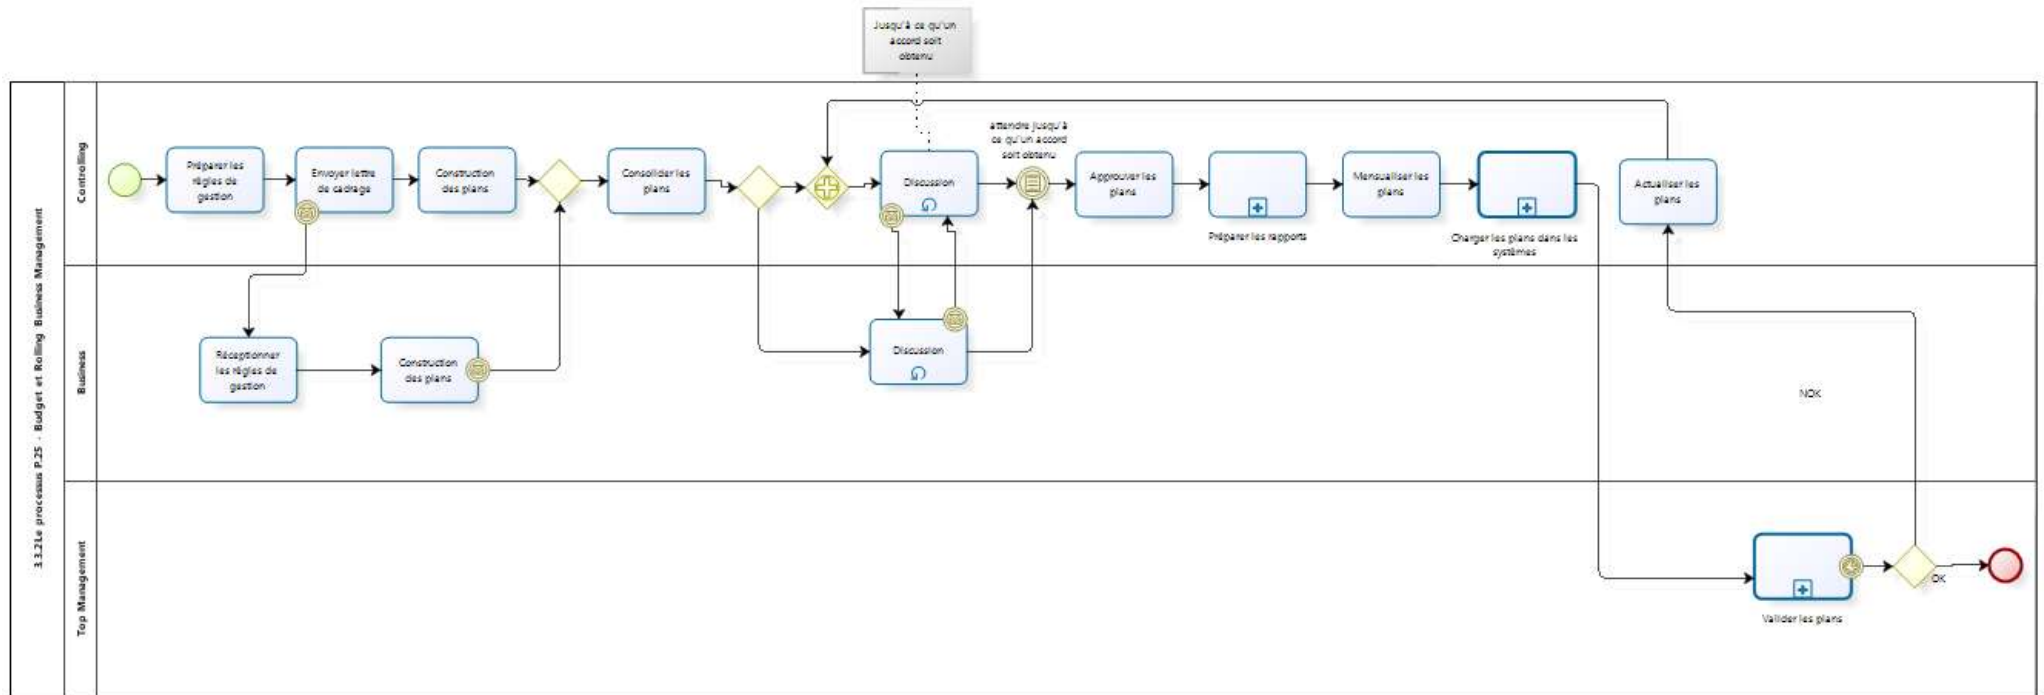 Jusqu'à ce qu'un
accord soit
obtenu
3.3.2Le processus P.25 - Budget et Rolling Business Management
Controlling
Préparer les
règles de
gestion
Envoyer lettre
de cadrage
Construction
des plans
Consolider les
plans
Discussion
attendre jusqu'à
ce qu'un accord
soit obtenu
Approuver les
plans
Préparer les rapports
Mensualiser les
plans
Charger les plans dans les
systèmes
Actualiser les
plans
Business
Réceptionner
les règles de
gestion
Construction
des plans
Discussion
NOK
Top Management
Valider les plans
OK